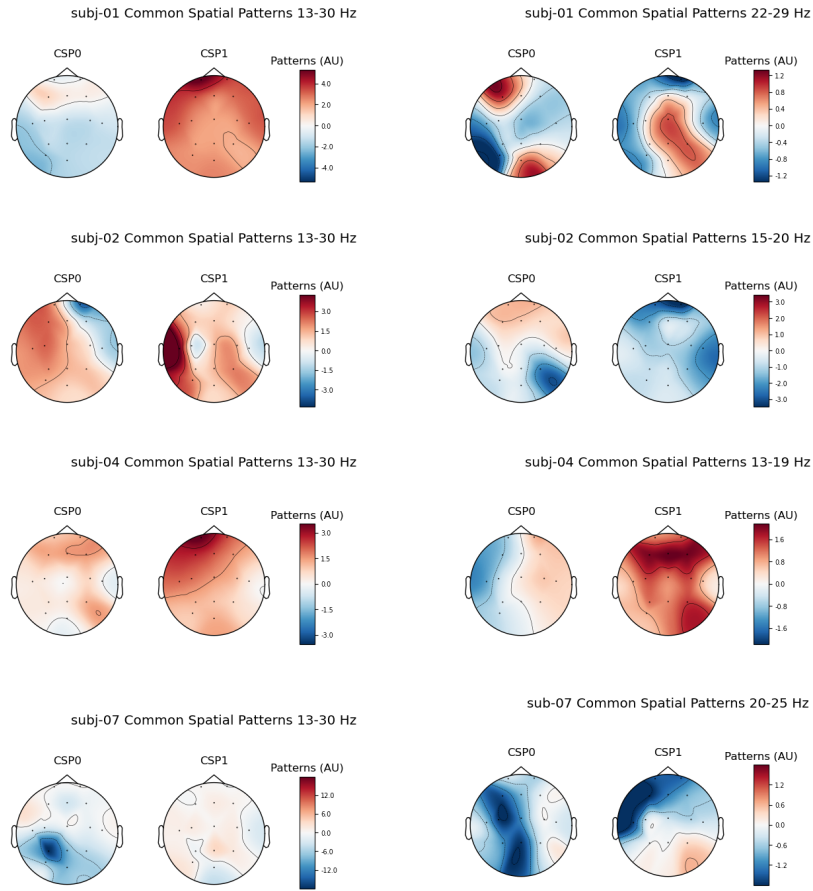 subj-01 Common Spatial Patterns 13-30 Hz
CSP0
CSP1
Patterns (AU)
4.0
2.0
0.0
-2.0
-4.0
subj-01 Common Spatial Patterns 22-29 Hz
CSP0
CSP1
Patterns (AU)
1.2
0.8
0.4
0.0
-0.4
-0.8
-1.2
subj-02 Common Spatial Patterns 13-30 Hz
CSP0
CSP1
Patterns (AU)
3.0
1.5
0.0
-1.5
-3.0
subj-02 Common Spatial Patterns 15-20 Hz
CSP0
CSP1
Patterns (AU)
3.0
2.0
1.0
0.0
-1.0
-2.0
-3.0
subj-04 Common Spatial Patterns 13-30 Hz
CSP0
CSP1
Patterns (AU)
3.0
1.5
0.0
-1.5
-3.0
subj-04 Common Spatial Patterns 13-19 Hz
CSP0
CSP1
Patterns (AU)
1.6
0.8
0.0
-0.8
-1.6
subj-07 Common Spatial Patterns 13-30 Hz
CSP0
CSP1
Patterns (AU)
12.0
6.0
0.0
-6.0
-12.0
sub-07 Common Spatial Patterns 20-25 Hz
CSP0
CSP1
Patterns (AU)
1.2
0.6
0.0
-0.6
-1.2